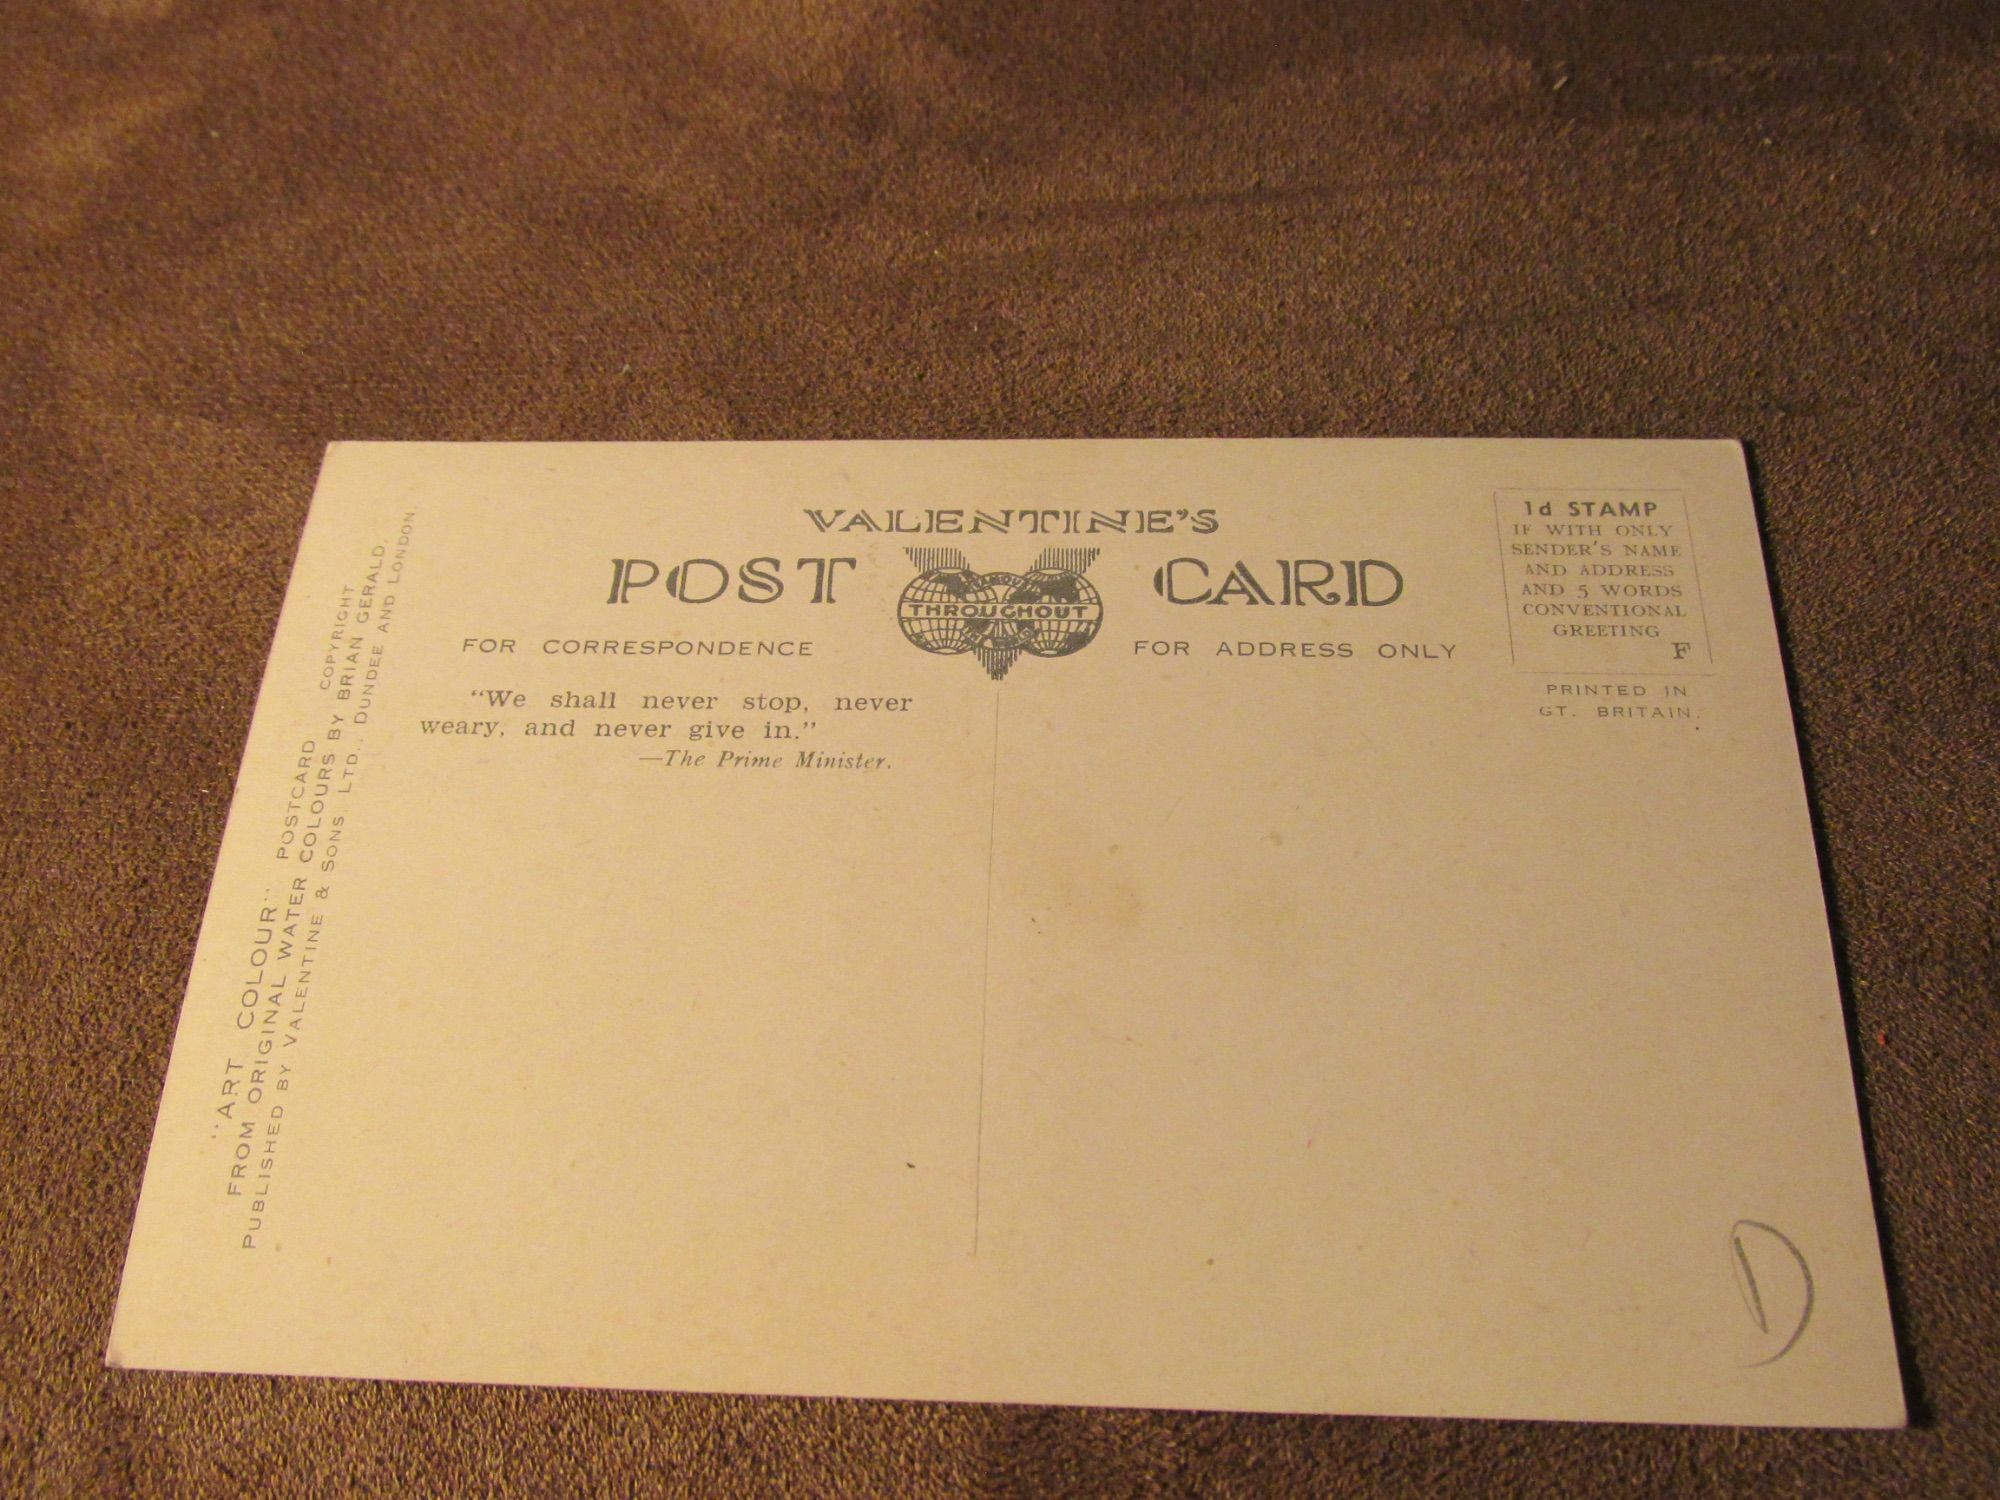 VALENTINE'S
POST CARD
FAMOUS
THROUGHOUT
FOR CORRESPONDENCE
FOR ADDRESS ONLY
"We shall never stop, never
weary, and never give in."
—The Prime Minister.
1d STAMP
IF WITH ONLY
SENDER'S NAME
AND ADDRESS
AND 5 WORDS
CONVENTIONAL
GREETING
F
PRINTED IN
GT. BRITAIN.
"ART COLOUR" POSTCARD COPYRIGHT
FROM ORIGINAL WATER COLOURS BY BRIAN GERALD.
PUBLISHED BY VALENTINE & SONS LTD., DUNDEE AND LONDON.
D